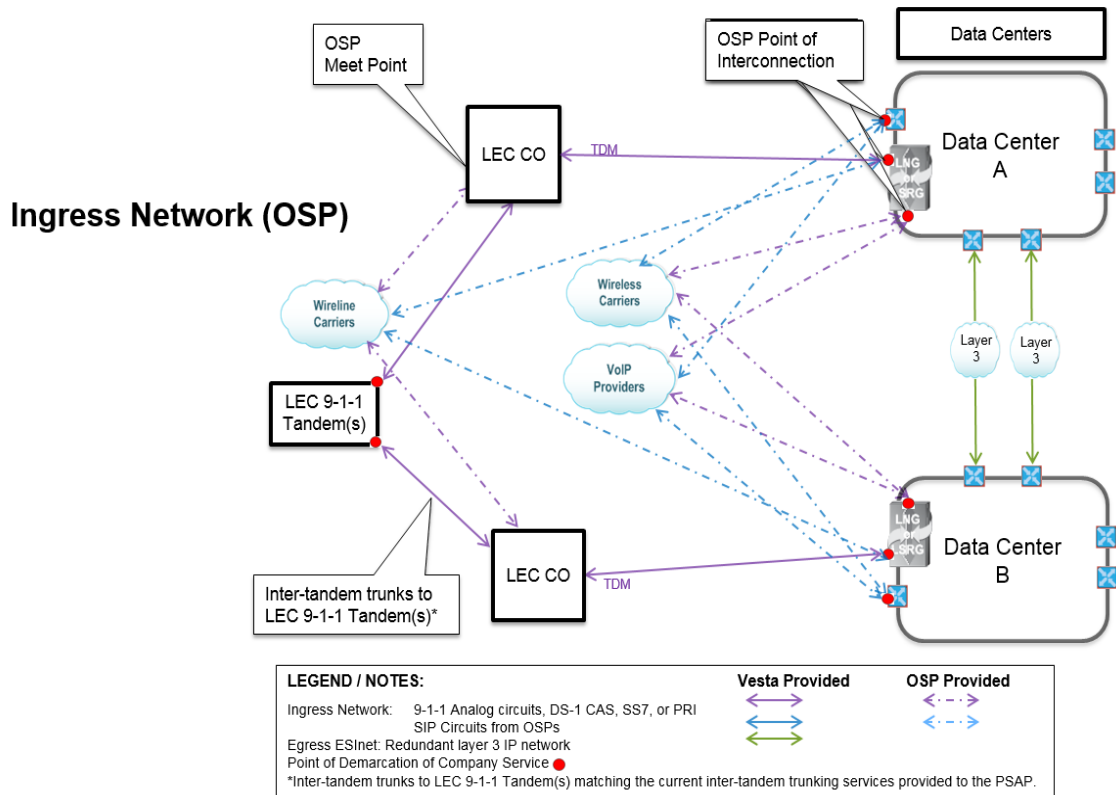 OSP
Meet Point
OSP Point of
Interconnection
Data Centers
LEC CO
TDM
LNG
or
LSRG
Data Center
A
Ingress Network (OSP)
Wireline
Carriers
Wireless
Carriers
VoIP
Providers
Layer
3
Layer
3
LEC 9-1-1
Tandem(s)
LEC CO
TDM
LNG
or
LSRG
Data Center
B
Inter-tandem trunks to
LEC 9-1-1 Tandem(s)*
LEGEND / NOTES:
Vesta Provided
OSP Provided
Ingress Network: 9-1-1 Analog circuits, DS-1 CAS, SS7, or PRI
SIP Circuits from OSPs
Egress ESInet: Redundant layer 3 IP network
Point of Demarcation of Company Service
*Inter-tandem trunks to LEC 9-1-1 Tandem(s) matching the current inter-tandem trunking services provided to the PSAP.